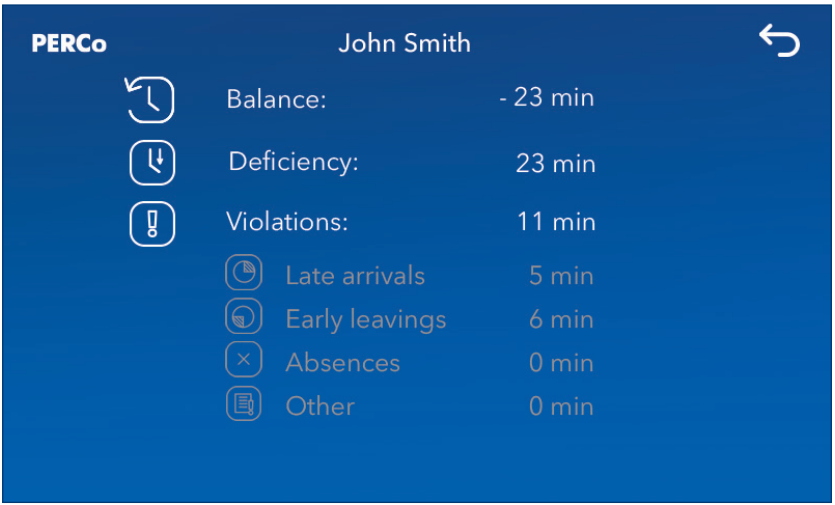 PERCo John Smith
Balance: - 23 min
Deficiency: 23 min
Violations: 11 min
Late arrivals 5 min
Early leavings 6 min
Absences 0 min
Other 0 min